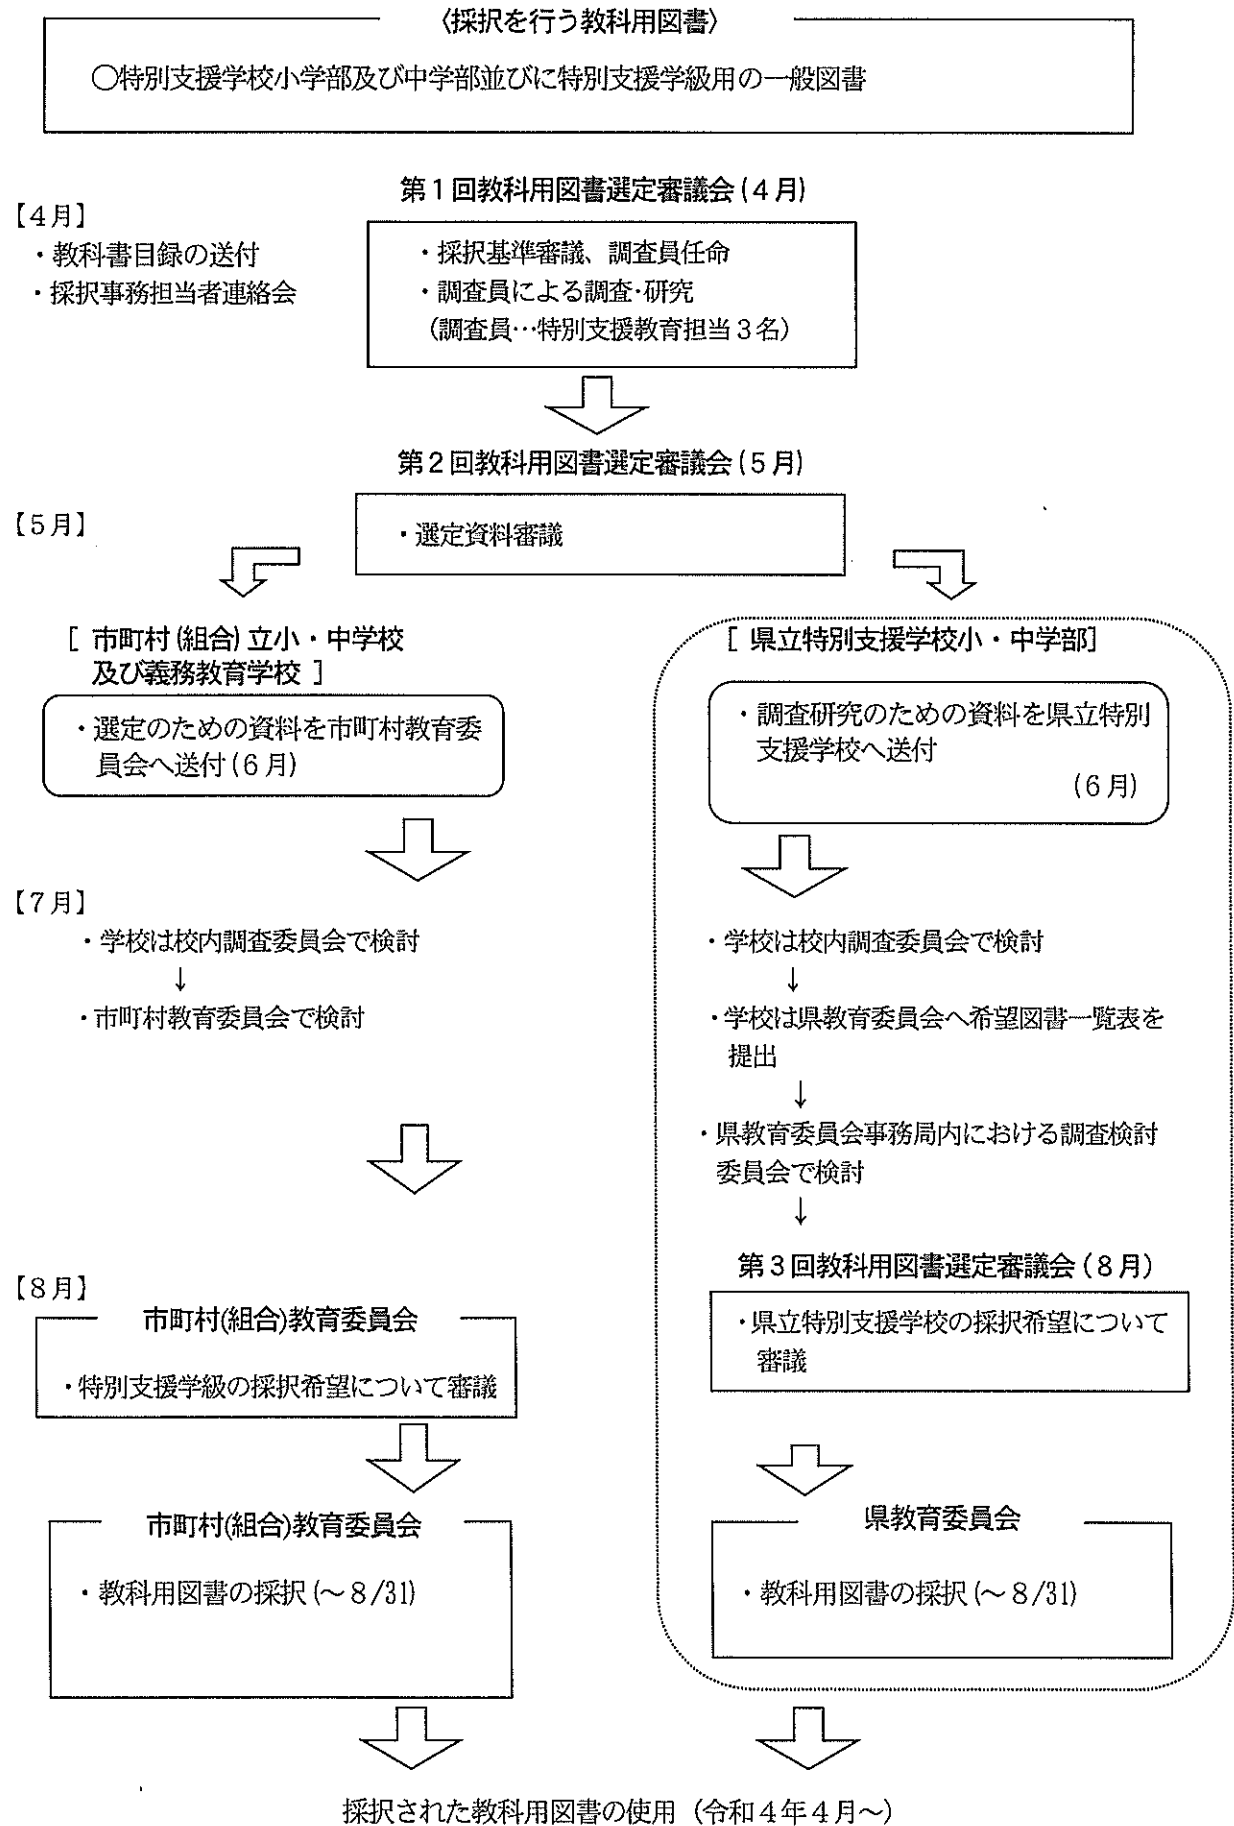 〈採択を行う教科用図書〉
○特別支援学校小学部及び中学部並びに特別支援学級用の一般図書
第1回教科用図書選定審議会(4月)
【4月】
・教科書目録の送付
・採択事務担当者連絡会
・採択基準審議、調査員任命
・調査員による調査・研究
(調査員…特別支援教育担当3名)
第2回教科用図書選定審議会(5月)
【5月】
・選定資料審議
[ 市町村(組合)立小・中学校
及び義務教育学校 ]
・選定のための資料を市町村教育委
員会へ送付(6月)
【7月】
・学校は校内調査委員会で検討
↓
・市町村教育委員会で検討
【8月】
市町村(組合)教育委員会
・特別支援学級の採択希望について審議
市町村(組合)教育委員会
・教科用図書の採択(～8/31)
[ 県立特別支援学校小・中学部]
・調査研究のための資料を県立特別
支援学校へ送付
(6月)
・学校は校内調査委員会で検討
↓
・学校は県教育委員会へ希望図書一覧表を
提出
↓
・県教育委員会事務局内における調査検討
委員会で検討
↓
第3回教科用図書選定審議会(8月)
・県立特別支援学校の採択希望について
審議
県教育委員会
・教科用図書の採択(～8/31)
採択された教科用図書の使用(令和4年4月～)